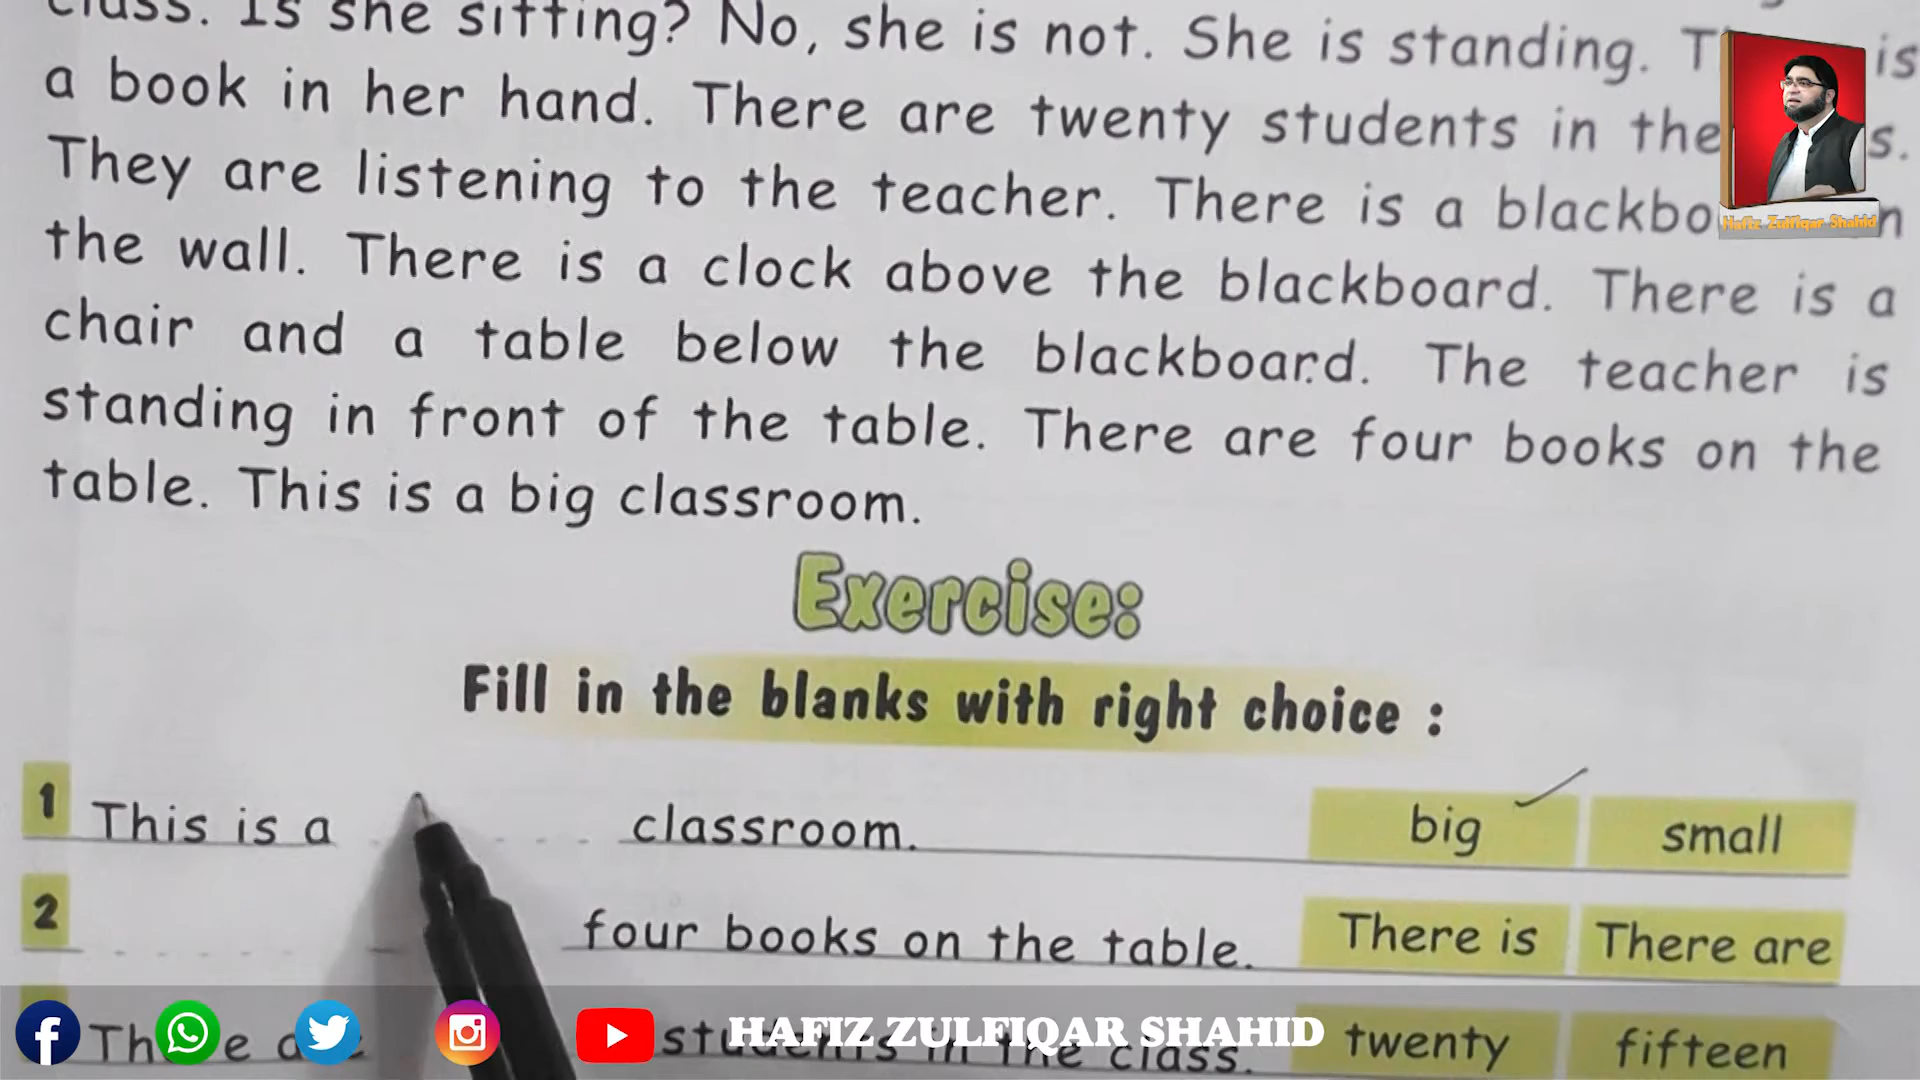 class. Is she sitting? No, she is not. She is standing. is
a book in her hand. There are twenty students in the
They are listening to the teacher. There is a
the wall. There is a clock above the blackboard. There is a
chair and a table below the blackboard. The teacher is
standing in front of the table. There are four books on the
table. This is a big classroom.
Hafiz Zulfiqar Shahid
Exercise:
Fill in the blanks with right choice :
1 This is a classroom. big small
2 four books on the table. There is There are
students in the class. twenty fifteen
HAFIZ ZULFIQAR SHAHID